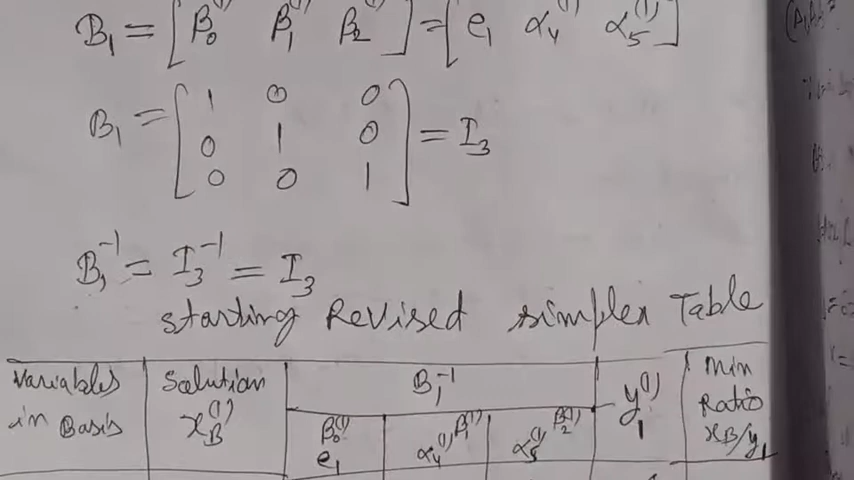 B₁ = [ β₀⁽¹⁾ β₁⁽¹⁾ β₂⁽¹⁾ ] = [ e₁ α₄⁽¹⁾ α₅⁽¹⁾ ]
B₁ = [ 1 0 0
0 1 0
0 0 1 ] = I₃
B₁⁻¹ = I₃⁻¹ = I₃
starting Revised simplex Table
Variables in Basis
Solution x_B⁽¹⁾
B₁⁻¹
β₀⁽¹⁾ e₁
β₁⁽¹⁾ α₄⁽¹⁾
β₂⁽¹⁾ α₅⁽¹⁾
y₁⁽¹⁾
Min
Ratio
x_B/y₁